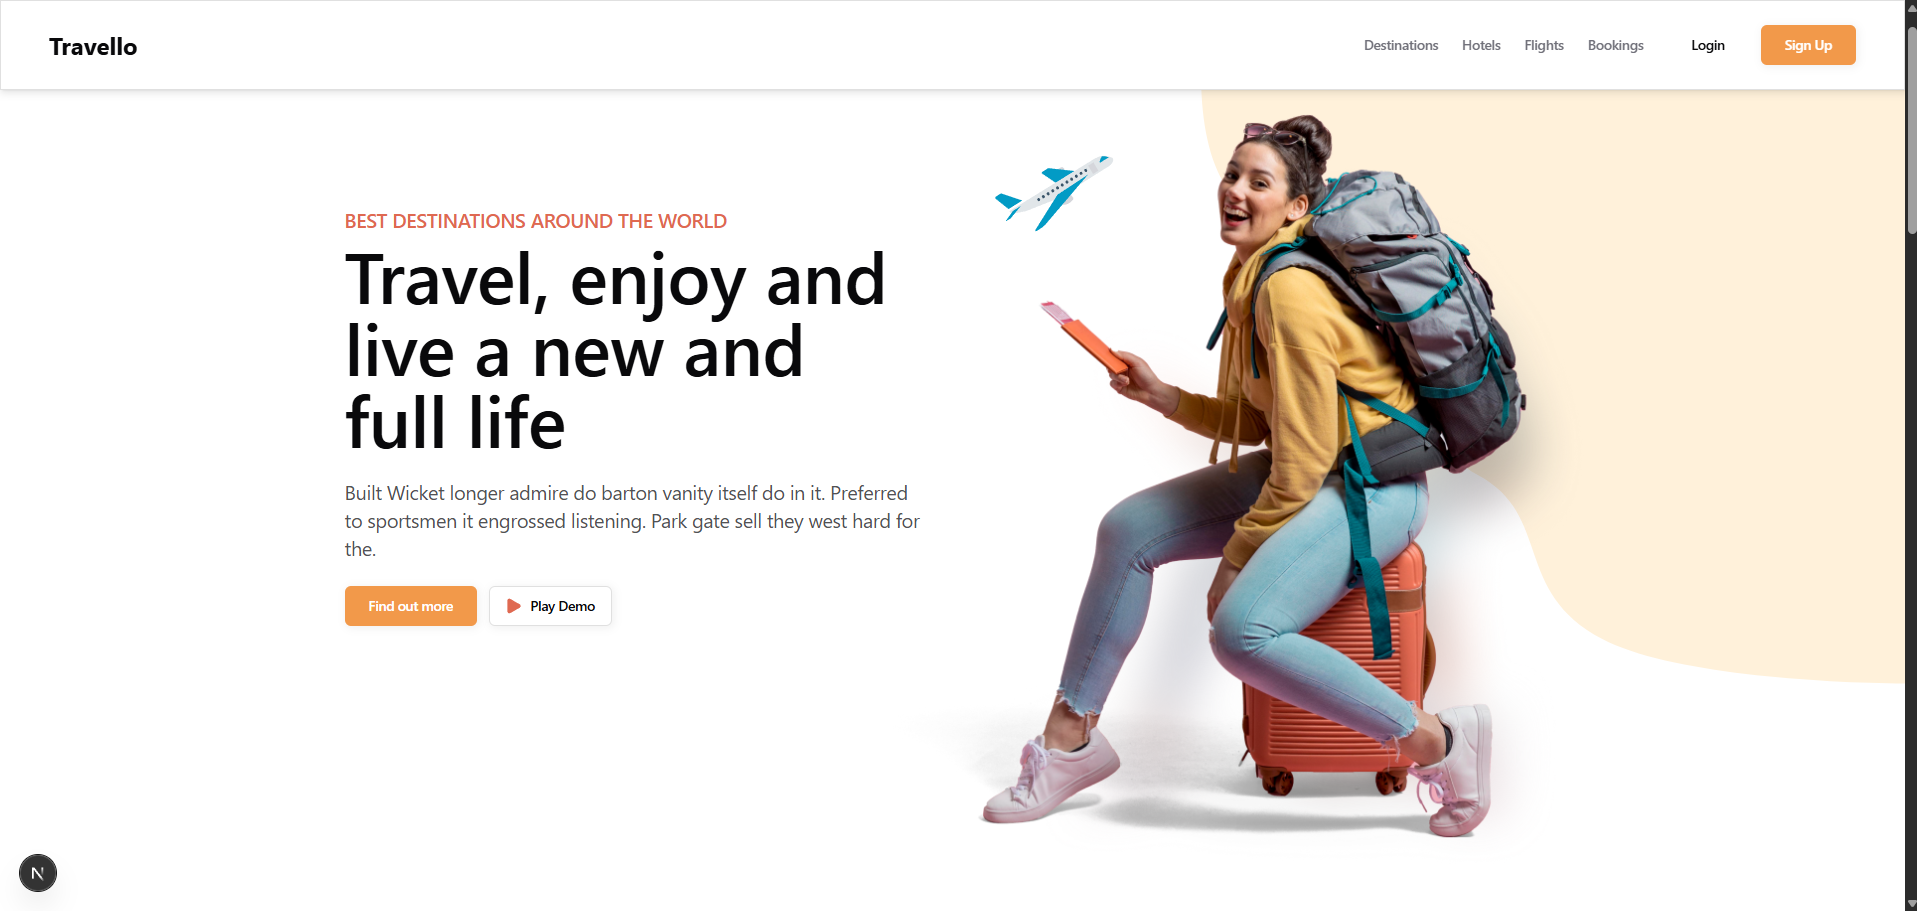 Travello
Destinations Hotels Flights Bookings Login Sign Up
BEST DESTINATIONS AROUND THE WORLD
Travel, enjoy and
live a new and
full life
Built Wicket longer admire do barton vanity itself do in it. Preferred
to sportsmen it engrossed listening. Park gate sell they west hard for
the.
Find out more Play Demo
N